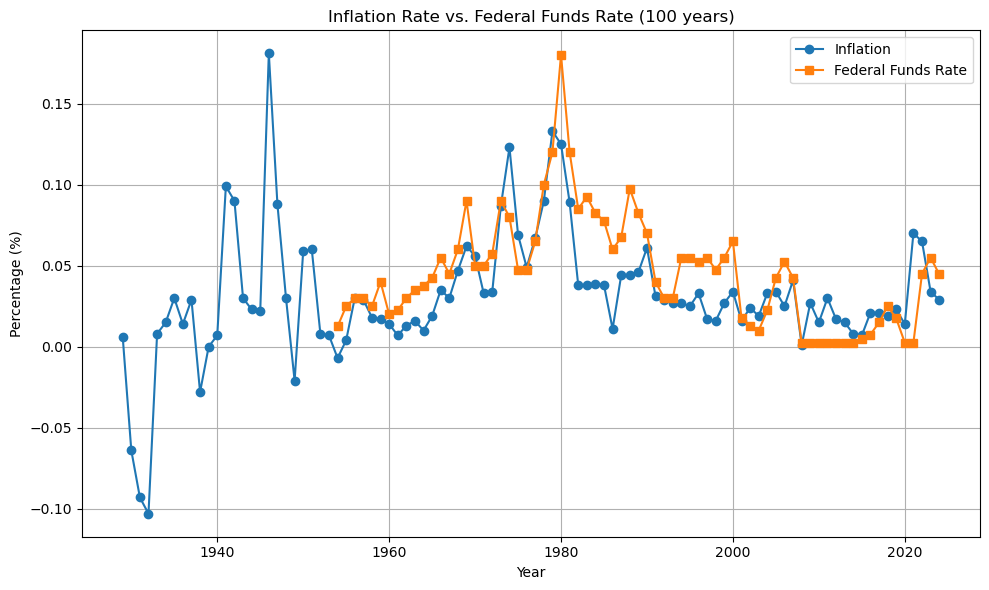 Inflation Rate vs. Federal Funds Rate (100 years)
Inflation
Federal Funds Rate
Percentage (%)
0.15
0.10
0.05
0.00
−0.05
−0.10
1940
1960
1980
2000
2020
Year